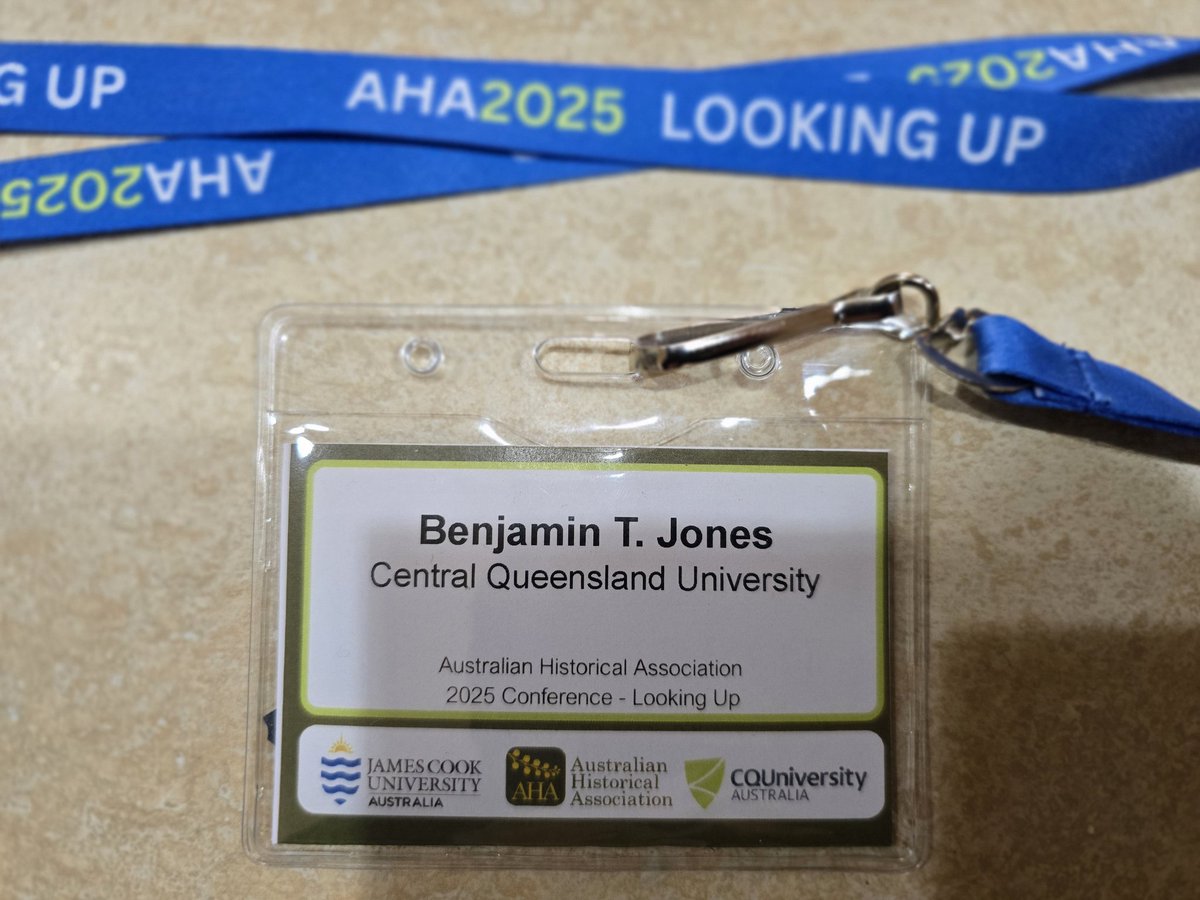 G UP AHA2025 LOOKING UP
AHA2025
AHA2025
Benjamin T. Jones
Central Queensland University
Australian Historical Association
2025 Conference - Looking Up
JAMES COOK
UNIVERSITY
AUSTRALIA
AHA
Australian
Historical
Association
CQUniversity
AUSTRALIA